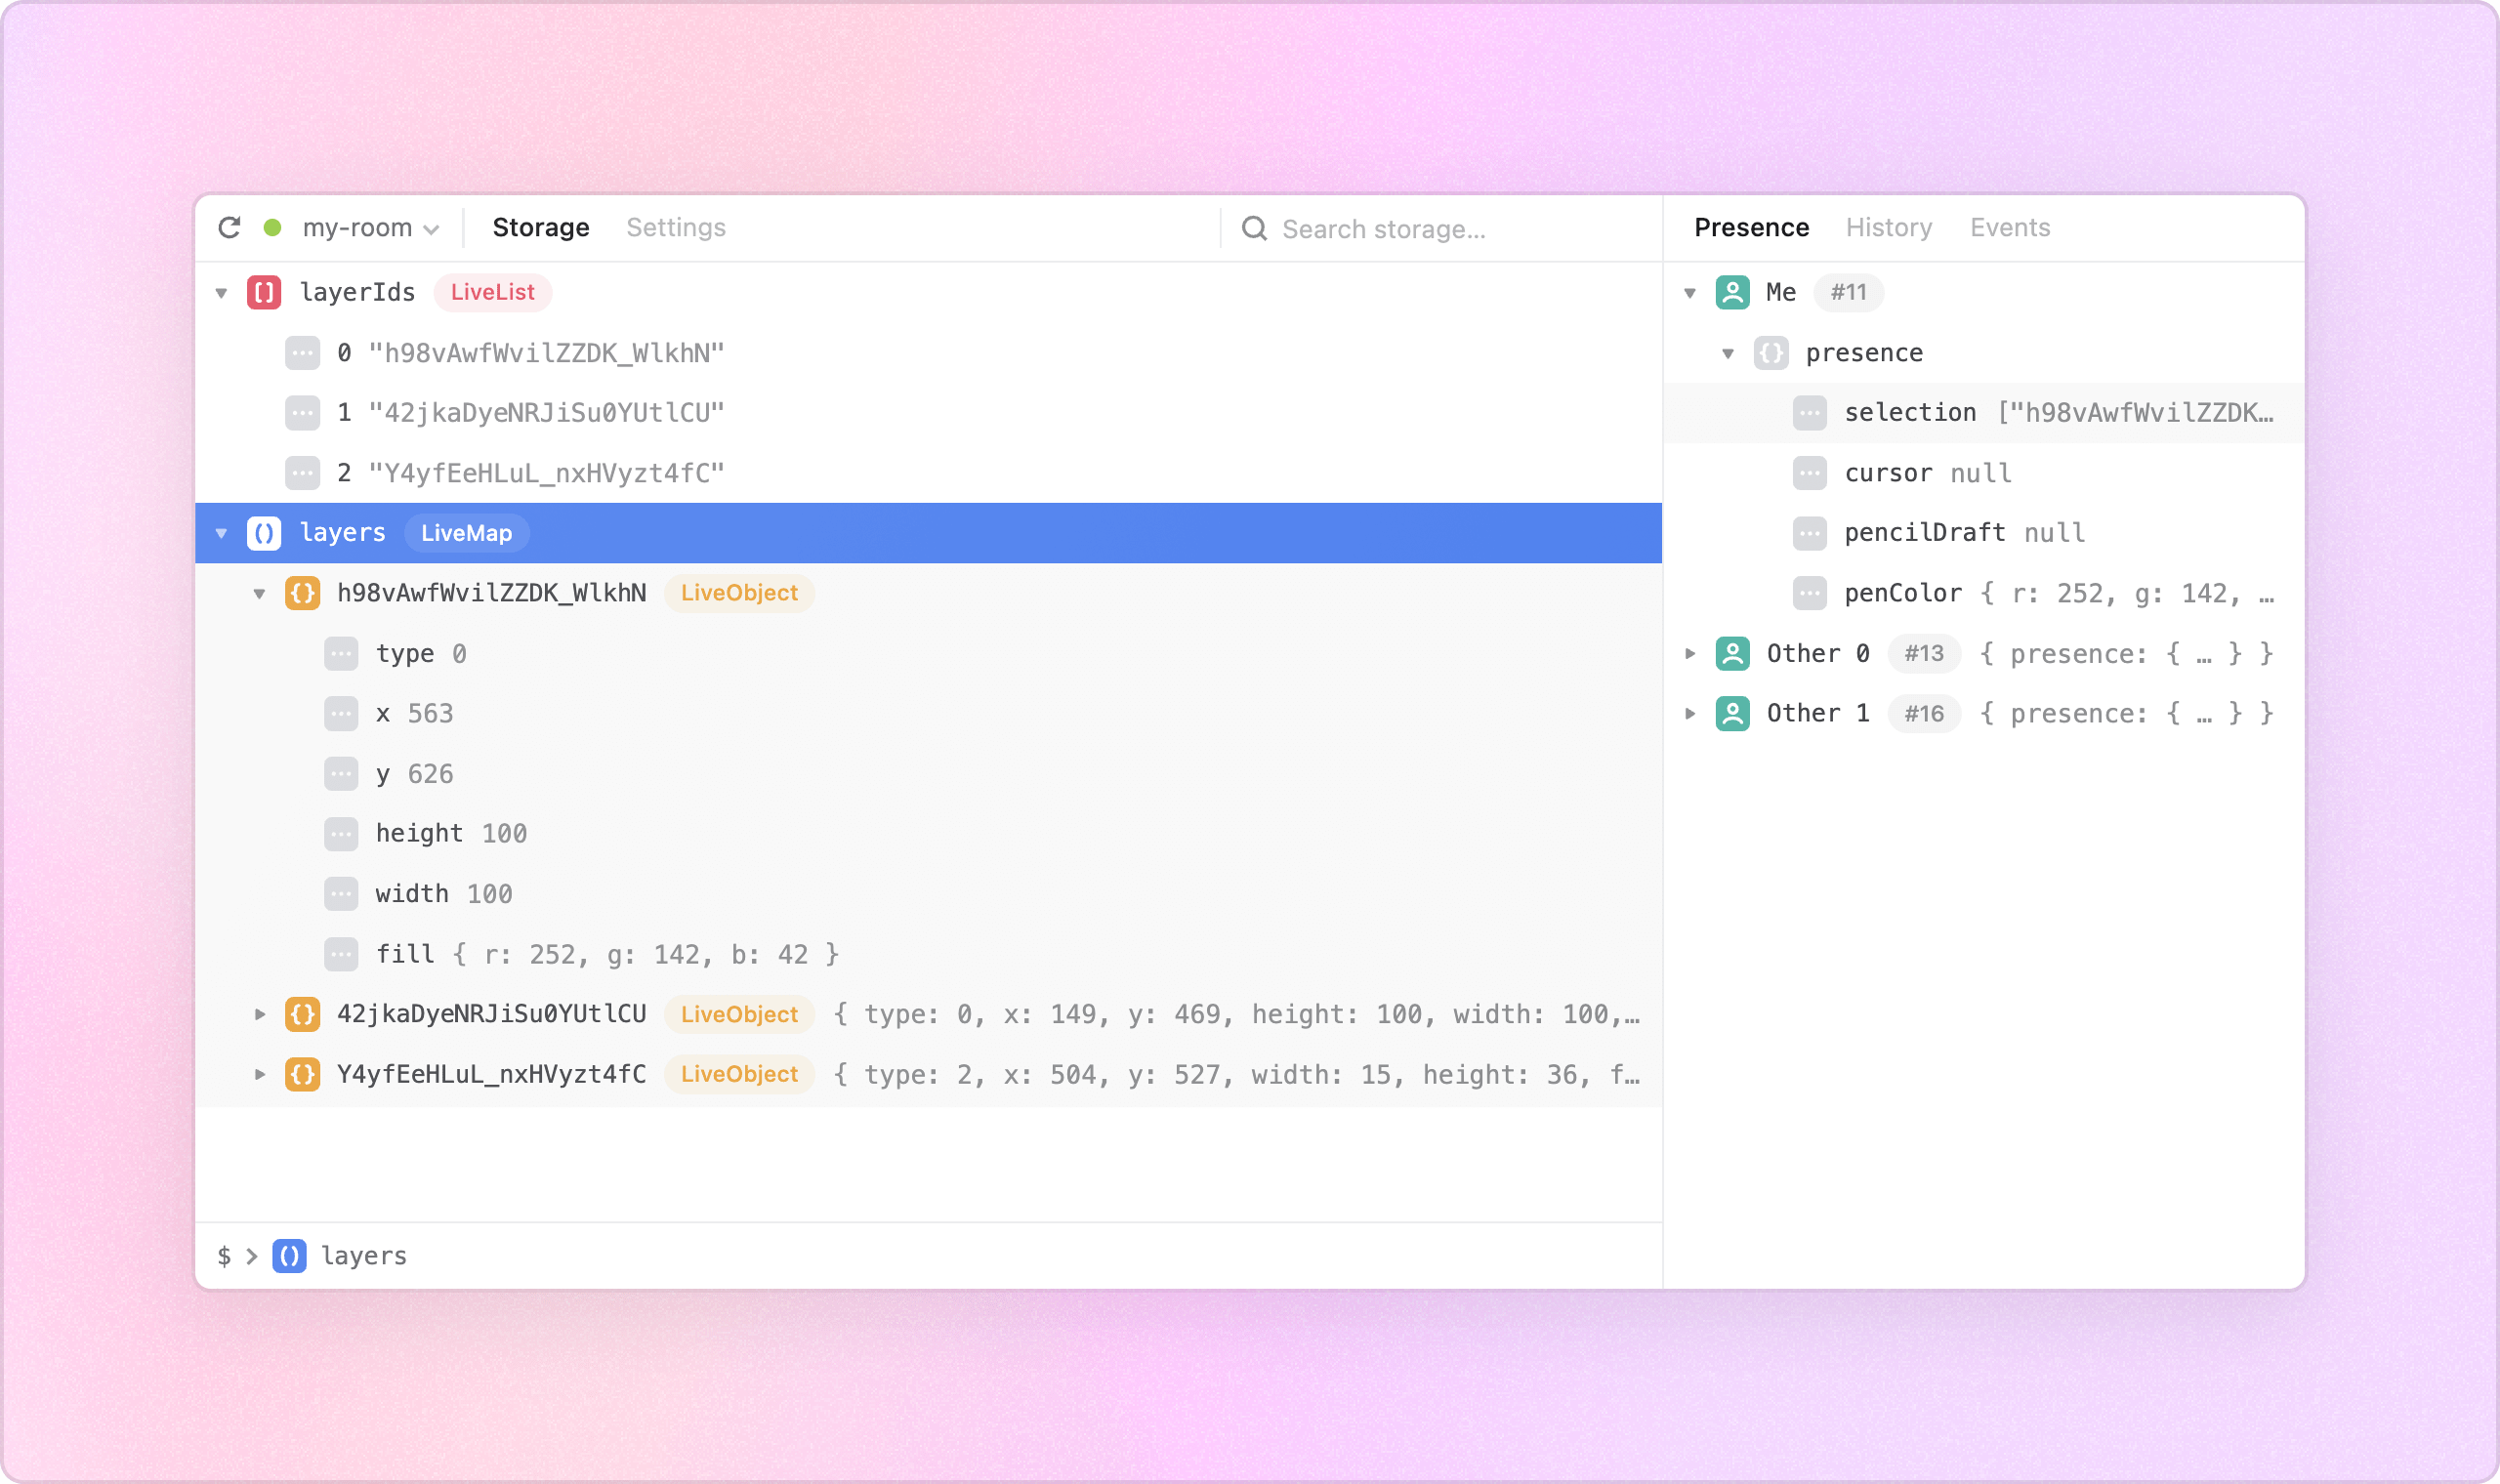 my-room Storage Settings Search storage...
layerIds LiveList
0 "h98vAwfWvilZZDK_WlkhN"
1 "42jkaDyeNRJiSu0YUtlCU"
2 "Y4yfEeHLuL_nxHVyzt4fC"
layers LiveMap
h98vAwfWvilZZDK_WlkhN LiveObject
type 0
x 563
y 626
height 100
width 100
fill { r: 252, g: 142, b: 42 }
42jkaDyeNRJiSu0YUtlCU LiveObject { type: 0, x: 149, y: 469, height: 100, width: 100,…
Y4yfEeHLuL_nxHVyzt4fC LiveObject { type: 2, x: 504, y: 527, width: 15, height: 36, f…
$ > layers
Presence History Events
Me #11
presence
selection ["h98vAwfWvilZZDK…
cursor null
pencilDraft null
penColor { r: 252, g: 142, …
Other 0 #13 { presence: { … } }
Other 1 #16 { presence: { … } }